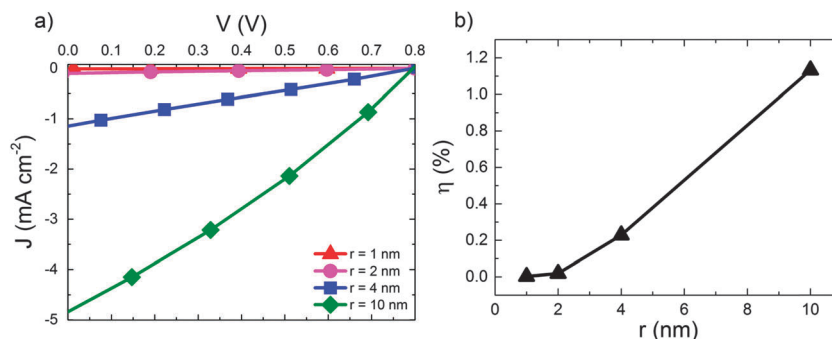 a)
V (V)
0.0 0.1 0.2 0.3 0.4 0.5 0.6 0.7 0.8
0
-1
-2
-3
-4
-5
J (mA cm⁻²)
r = 1 nm
r = 2 nm
r = 4 nm
r = 10 nm
b)
1.2
1.0
0.8
0.6
0.4
0.2
0.0
η (%)
0 2 4 6 8 10
r (nm)